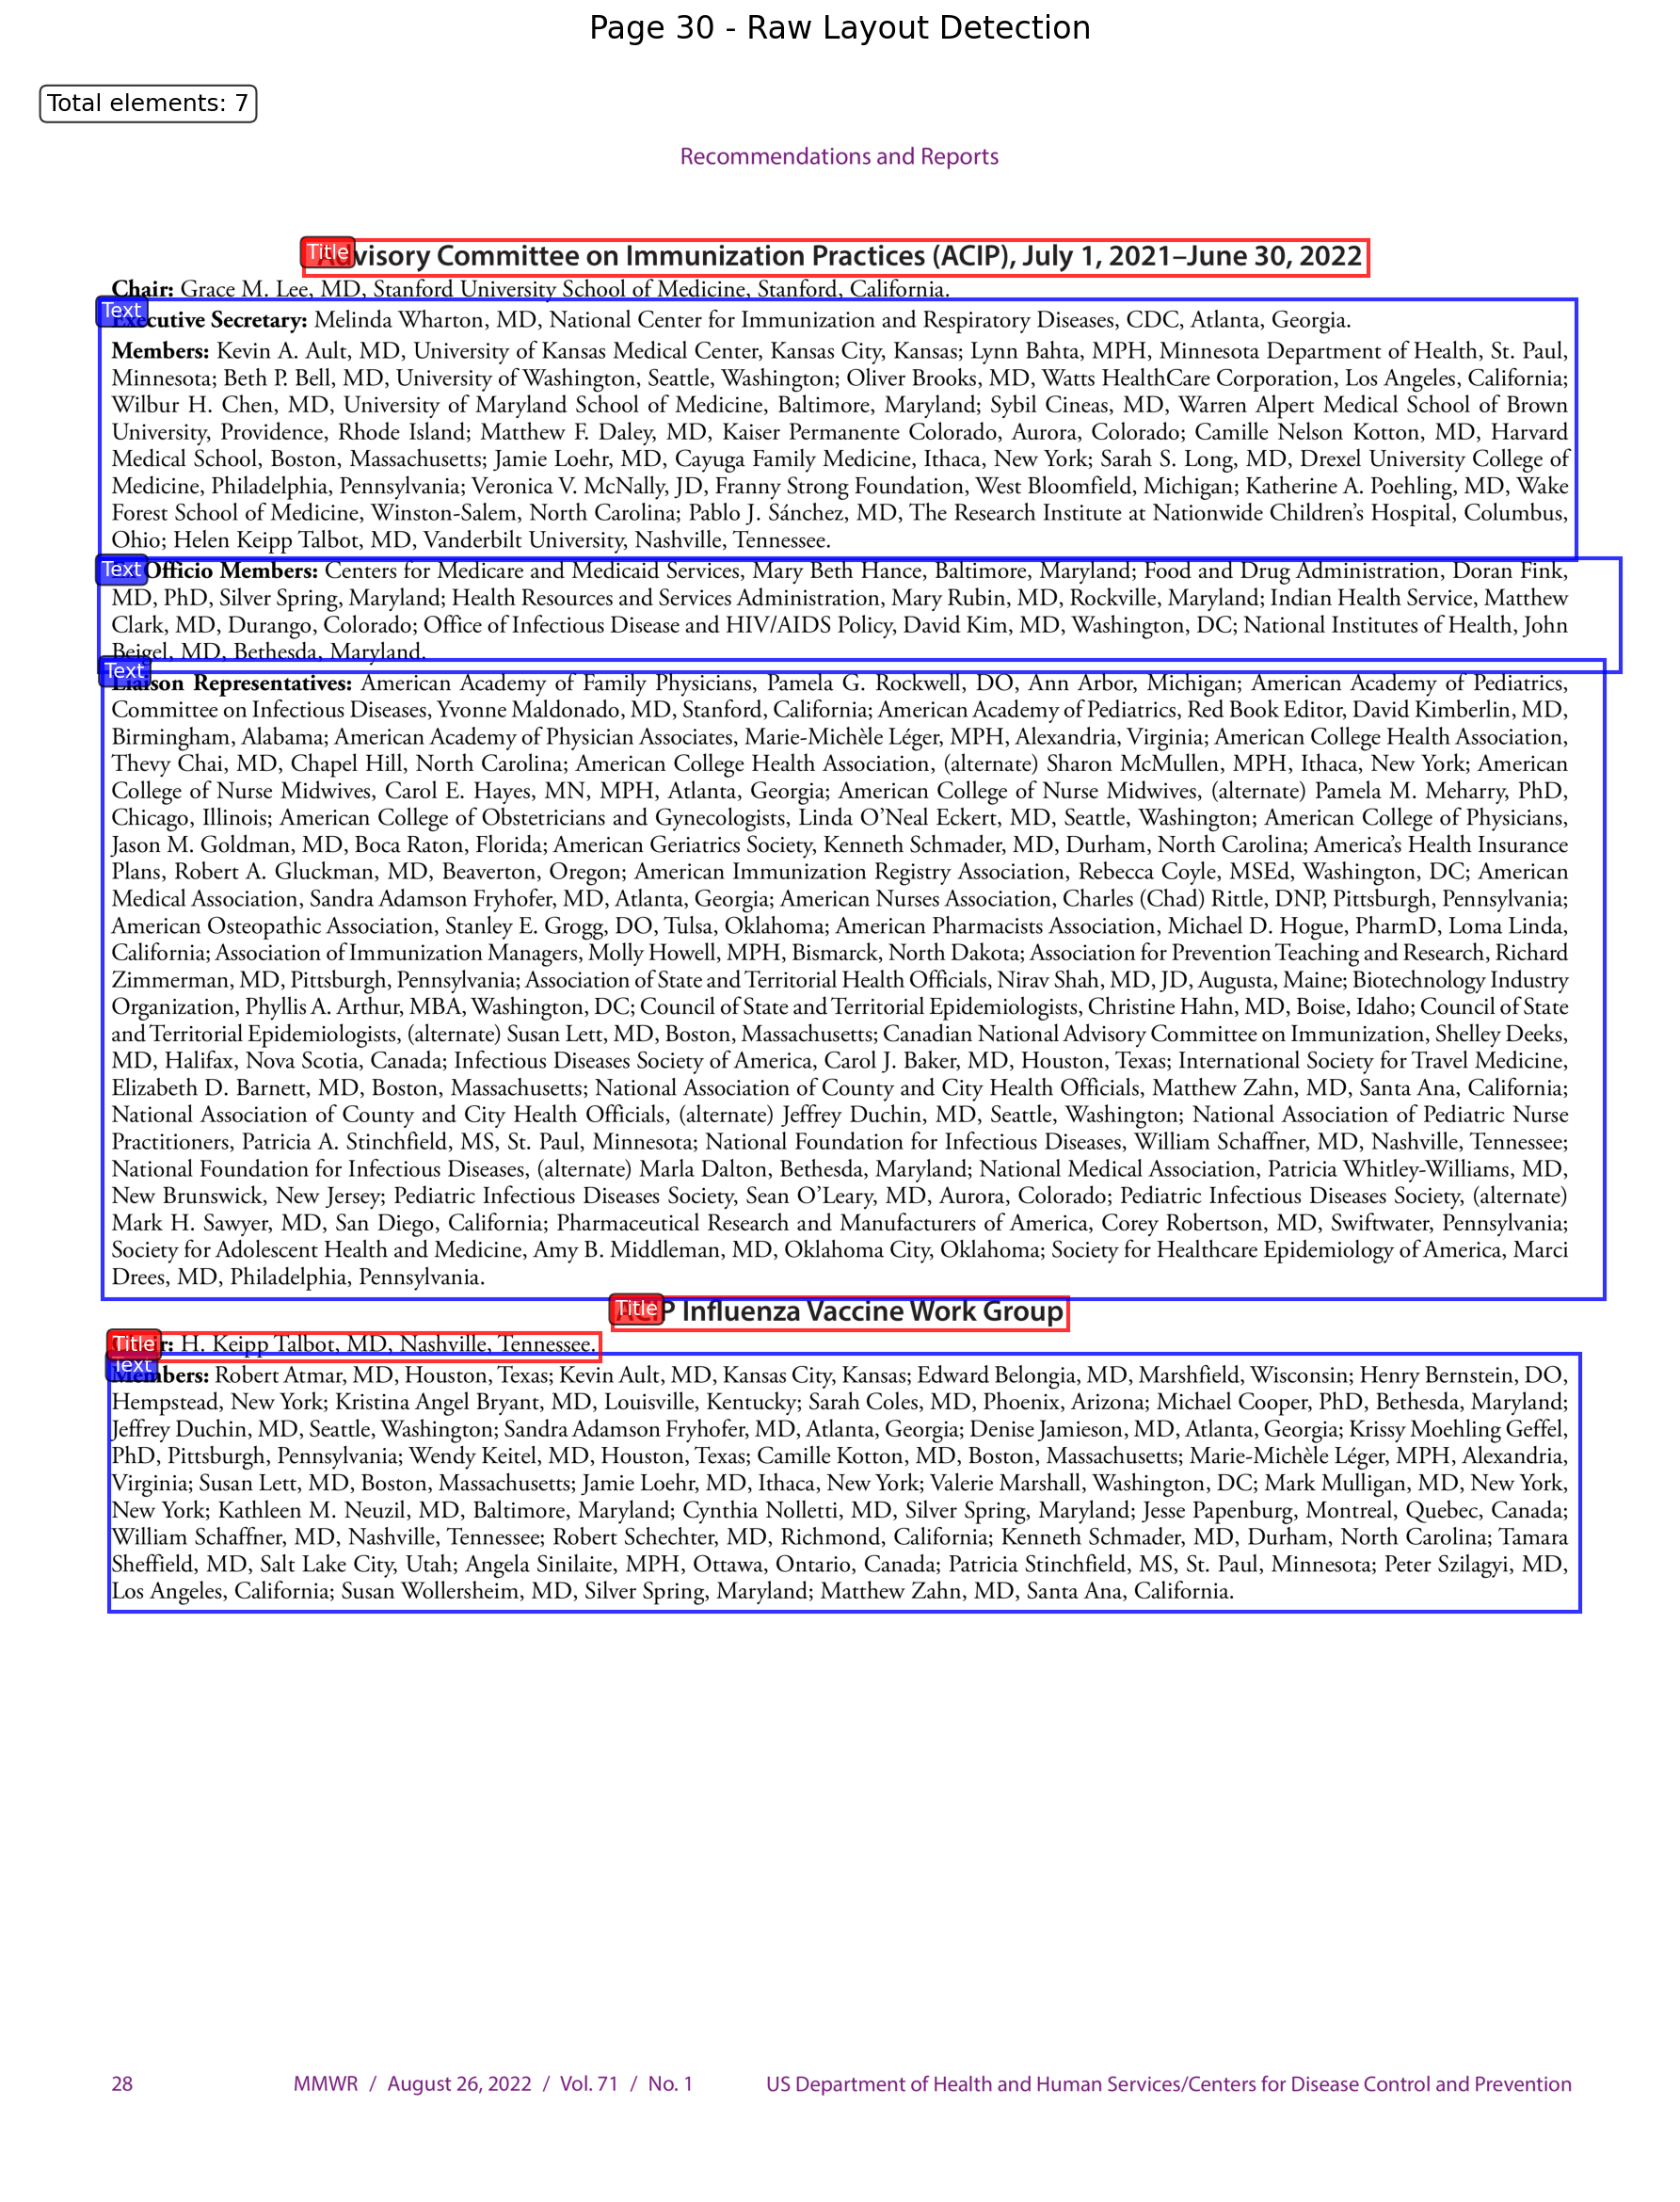 Page 30 - Raw Layout Detection
Total elements: 7
Recommendations and Reports
Title
Advisory Committee on Immunization Practices (ACIP), July 1, 2021–June 30, 2022
Chair: Grace M. Lee, MD, Stanford University School of Medicine, Stanford, California.
Text
Executive Secretary: Melinda Wharton, MD, National Center for Immunization and Respiratory Diseases, CDC, Atlanta, Georgia.
Members: Kevin A. Ault, MD, University of Kansas Medical Center, Kansas City, Kansas; Lynn Bahta, MPH, Minnesota Department of Health, St. Paul,
Minnesota; Beth P. Bell, MD, University of Washington, Seattle, Washington; Oliver Brooks, MD, Watts HealthCare Corporation, Los Angeles, California;
Wilbur H. Chen, MD, University of Maryland School of Medicine, Baltimore, Maryland; Sybil Cineas, MD, Warren Alpert Medical School of Brown
University, Providence, Rhode Island; Matthew F. Daley, MD, Kaiser Permanente Colorado, Aurora, Colorado; Camille Nelson Kotton, MD, Harvard
Medical School, Boston, Massachusetts; Jamie Loehr, MD, Cayuga Family Medicine, Ithaca, New York; Sarah S. Long, MD, Drexel University College of
Medicine, Philadelphia, Pennsylvania; Veronica V. McNally, JD, Franny Strong Foundation, West Bloomfield, Michigan; Katherine A. Poehling, MD, Wake
Forest School of Medicine, Winston-Salem, North Carolina; Pablo J. Sánchez, MD, The Research Institute at Nationwide Children's Hospital, Columbus,
Ohio; Helen Keipp Talbot, MD, Vanderbilt University, Nashville, Tennessee.
Text
Officio Members: Centers for Medicare and Medicaid Services, Mary Beth Hance, Baltimore, Maryland; Food and Drug Administration, Doran Fink,
MD, PhD, Silver Spring, Maryland; Health Resources and Services Administration, Mary Rubin, MD, Rockville, Maryland; Indian Health Service, Matthew
Clark, MD, Durango, Colorado; Office of Infectious Disease and HIV/AIDS Policy, David Kim, MD, Washington, DC; National Institutes of Health, John
Beigel, MD, Bethesda, Maryland.
Text
Liaison Representatives: American Academy of Family Physicians, Pamela G. Rockwell, DO, Ann Arbor, Michigan; American Academy of Pediatrics,
Committee on Infectious Diseases, Yvonne Maldonado, MD, Stanford, California; American Academy of Pediatrics, Red Book Editor, David Kimberlin, MD,
Birmingham, Alabama; American Academy of Physician Associates, Marie-Michèle Léger, MPH, Alexandria, Virginia; American College Health Association,
Thevy Chai, MD, Chapel Hill, North Carolina; American College Health Association, (alternate) Sharon McMullen, MPH, Ithaca, New York; American
College of Nurse Midwives, Carol E. Hayes, MN, MPH, Atlanta, Georgia; American College of Nurse Midwives, (alternate) Pamela M. Meharry, PhD,
Chicago, Illinois; American College of Obstetricians and Gynecologists, Linda O'Neal Eckert, MD, Seattle, Washington; American College of Physicians,
Jason M. Goldman, MD, Boca Raton, Florida; American Geriatrics Society, Kenneth Schmader, MD, Durham, North Carolina; America's Health Insurance
Plans, Robert A. Gluckman, MD, Beaverton, Oregon; American Immunization Registry Association, Rebecca Coyle, MSEd, Washington, DC; American
Medical Association, Sandra Adamson Fryhofer, MD, Atlanta, Georgia; American Nurses Association, Charles (Chad) Rittle, DNP, Pittsburgh, Pennsylvania;
American Osteopathic Association, Stanley E. Grogg, DO, Tulsa, Oklahoma; American Pharmacists Association, Michael D. Hogue, PharmD, Loma Linda,
California; Association of Immunization Managers, Molly Howell, MPH, Bismarck, North Dakota; Association for Prevention Teaching and Research, Richard
Zimmerman, MD, Pittsburgh, Pennsylvania; Association of State and Territorial Health Officials, Nirav Shah, MD, JD, Augusta, Maine; Biotechnology Industry
Organization, Phyllis A. Arthur, MBA, Washington, DC; Council of State and Territorial Epidemiologists, Christine Hahn, MD, Boise, Idaho; Council of State
and Territorial Epidemiologists, (alternate) Susan Lett, MD, Boston, Massachusetts; Canadian National Advisory Committee on Immunization, Shelley Deeks,
MD, Halifax, Nova Scotia, Canada; Infectious Diseases Society of America, Carol J. Baker, MD, Houston, Texas; International Society for Travel Medicine,
Elizabeth D. Barnett, MD, Boston, Massachusetts; National Association of County and City Health Officials, Matthew Zahn, MD, Santa Ana, California;
National Association of County and City Health Officials, (alternate) Jeffrey Duchin, MD, Seattle, Washington; National Association of Pediatric Nurse
Practitioners, Patricia A. Stinchfield, MS, St. Paul, Minnesota; National Foundation for Infectious Diseases, William Schaffner, MD, Nashville, Tennessee;
National Foundation for Infectious Diseases, (alternate) Marla Dalton, Bethesda, Maryland; National Medical Association, Patricia Whitley-Williams, MD,
New Brunswick, New Jersey; Pediatric Infectious Diseases Society, Sean O'Leary, MD, Aurora, Colorado; Pediatric Infectious Diseases Society, (alternate)
Mark H. Sawyer, MD, San Diego, California; Pharmaceutical Research and Manufacturers of America, Corey Robertson, MD, Swiftwater, Pennsylvania;
Society for Adolescent Health and Medicine, Amy B. Middleman, MD, Oklahoma City, Oklahoma; Society for Healthcare Epidemiology of America, Marci
Drees, MD, Philadelphia, Pennsylvania.
Title
ACIP Influenza Vaccine Work Group
Title
Chair: H. Keipp Talbot, MD, Nashville, Tennessee.
Text
Members: Robert Atmar, MD, Houston, Texas; Kevin Ault, MD, Kansas City, Kansas; Edward Belongia, MD, Marshfield, Wisconsin; Henry Bernstein, DO,
Hempstead, New York; Kristina Angel Bryant, MD, Louisville, Kentucky; Sarah Coles, MD, Phoenix, Arizona; Michael Cooper, PhD, Bethesda, Maryland;
Jeffrey Duchin, MD, Seattle, Washington; Sandra Adamson Fryhofer, MD, Atlanta, Georgia; Denise Jamieson, MD, Atlanta, Georgia; Krissy Moehling Geffel,
PhD, Pittsburgh, Pennsylvania; Wendy Keitel, MD, Houston, Texas; Camille Kotton, MD, Boston, Massachusetts; Marie-Michèle Léger, MPH, Alexandria,
Virginia; Susan Lett, MD, Boston, Massachusetts; Jamie Loehr, MD, Ithaca, New York; Valerie Marshall, Washington, DC; Mark Mulligan, MD, New York,
New York; Kathleen M. Neuzil, MD, Baltimore, Maryland; Cynthia Nolletti, MD, Silver Spring, Maryland; Jesse Papenburg, Montreal, Quebec, Canada;
William Schaffner, MD, Nashville, Tennessee; Robert Schechter, MD, Richmond, California; Kenneth Schmader, MD, Durham, North Carolina; Tamara
Sheffield, MD, Salt Lake City, Utah; Angela Sinilaite, MPH, Ottawa, Ontario, Canada; Patricia Stinchfield, MS, St. Paul, Minnesota; Peter Szilagyi, MD,
Los Angeles, California; Susan Wollersheim, MD, Silver Spring, Maryland; Matthew Zahn, MD, Santa Ana, California.
28 MMWR / August 26, 2022 / Vol. 71 / No. 1 US Department of Health and Human Services/Centers for Disease Control and Prevention